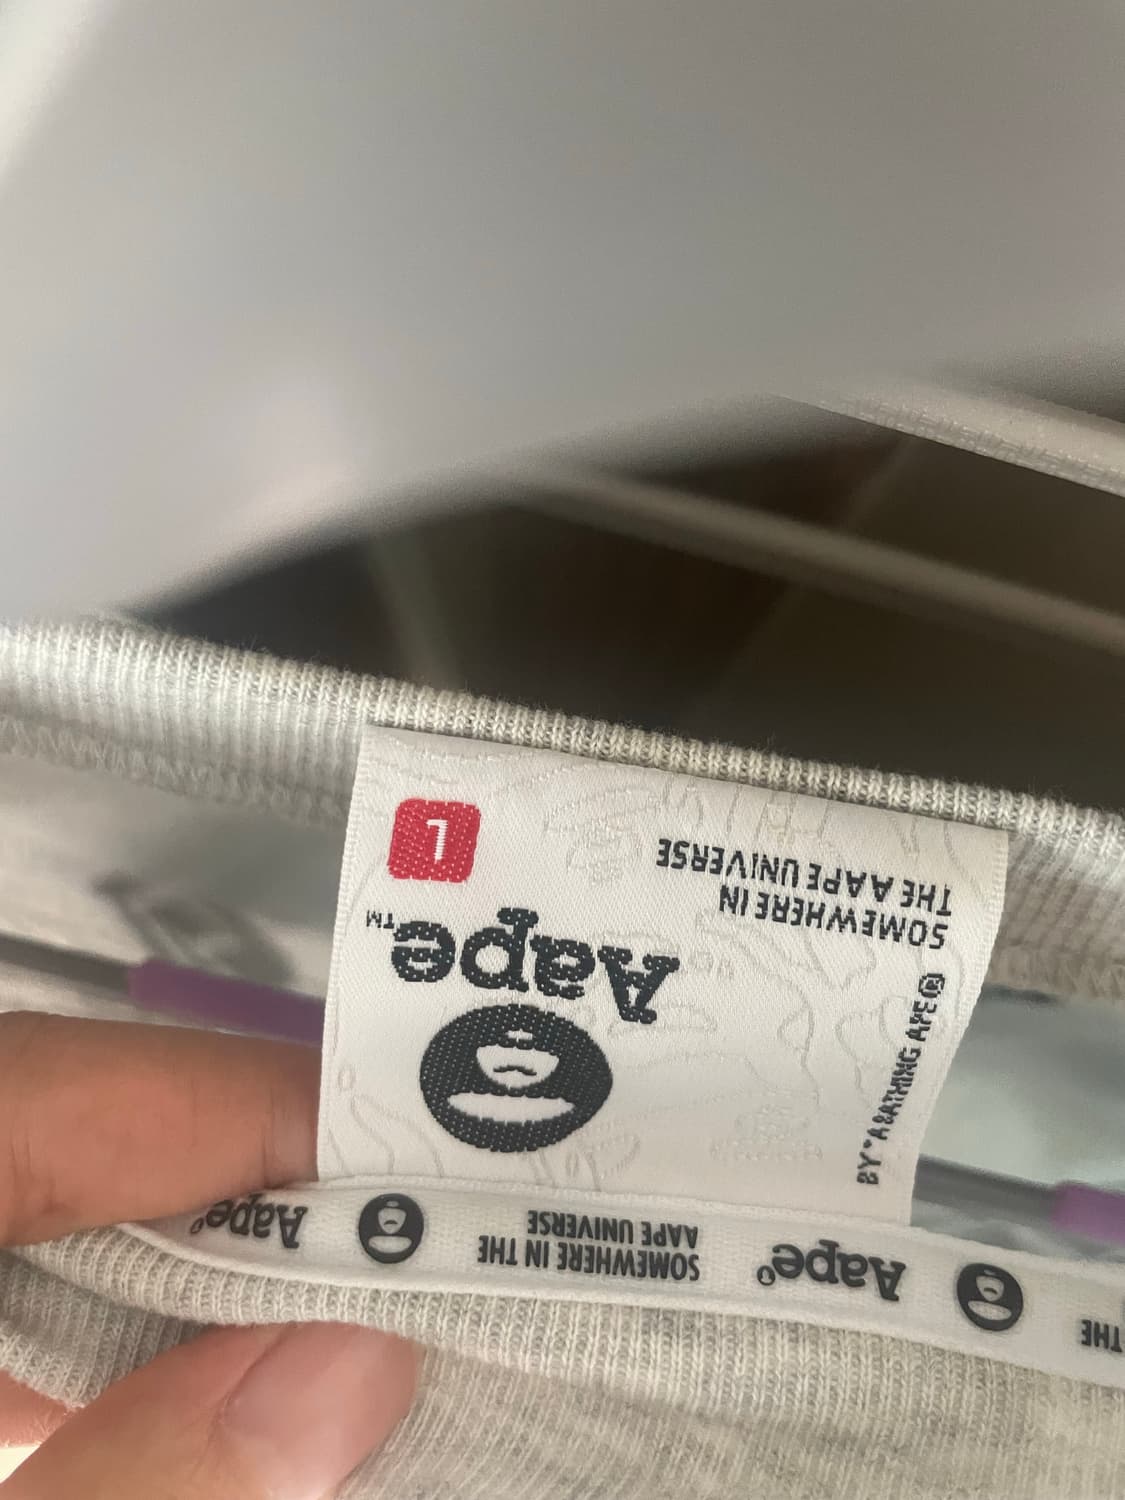 SOMEWHERE IN
THE AAPE UNIVERSE
BY *A BATHING APE®
Aape™
L
Aape®
SOMEWHERE IN THE
AAPE UNIVERSE
Aape®
THE